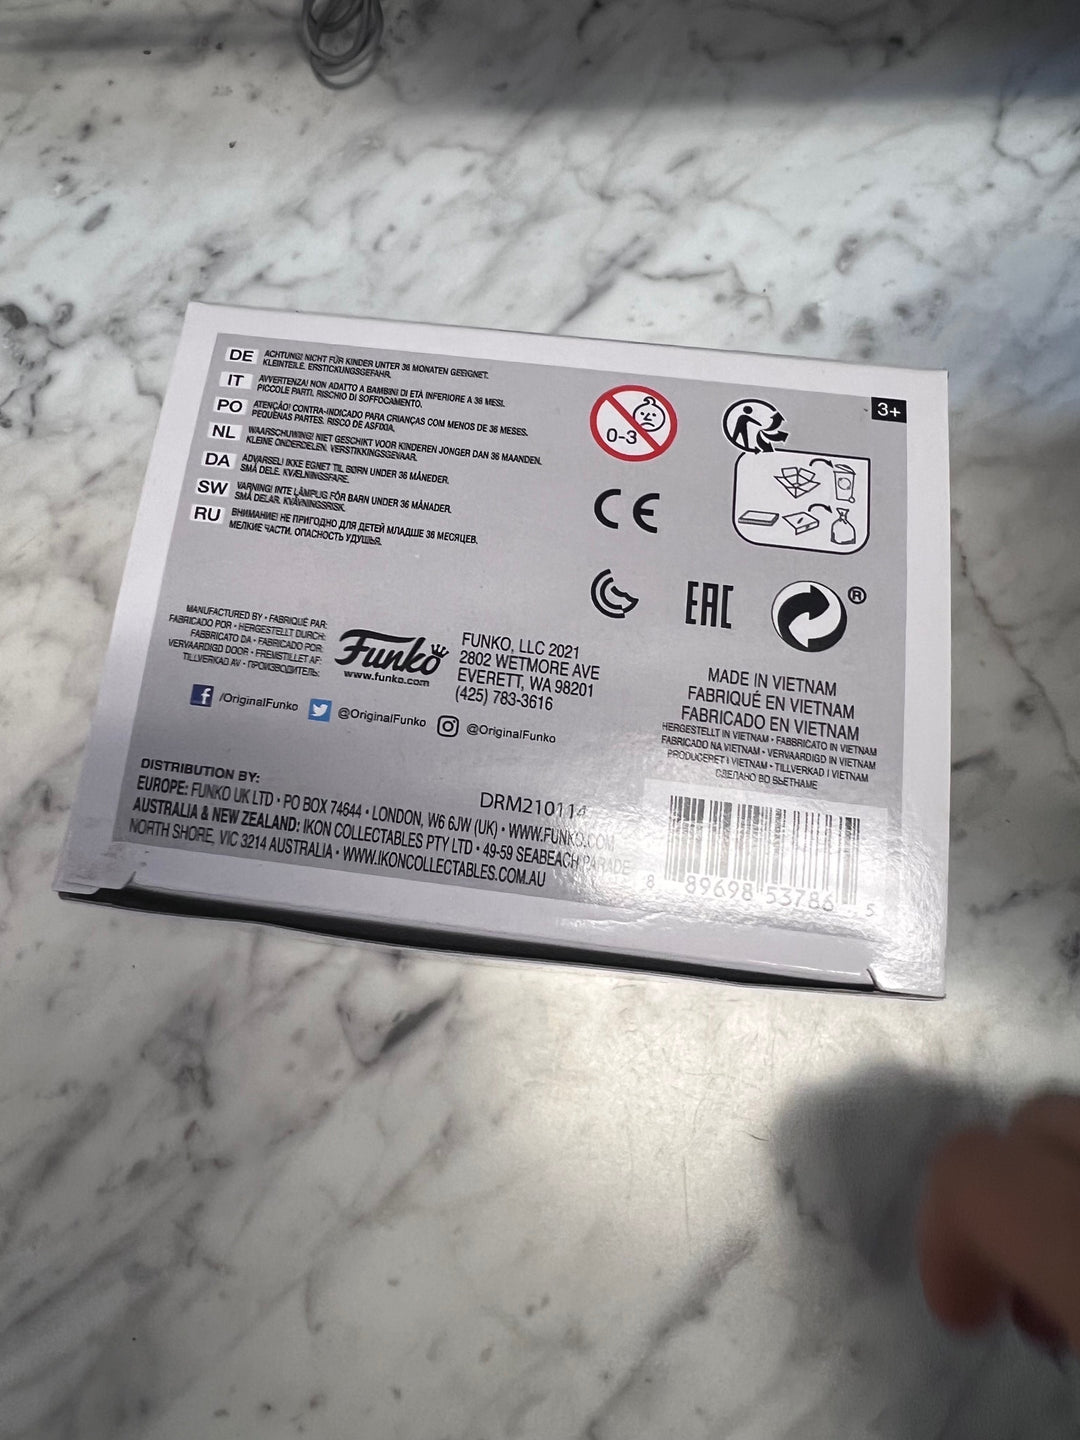 DE ACHTUNG! NICHT FÜR KINDER UNTER 36 MONATEN GEEIGNET.
KLEINTEILE. ERSTICKUNGSGEFAHR.
IT AVVERTENZA! NON ADATTO A BAMBINI DI ETÀ INFERIORE A 36 MESI.
PICCOLE PARTI. RISCHIO DI SOFFOCAMENTO.
PO ATENÇÃO! CONTRA-INDICADO PARA CRIANÇAS COM MENOS DE 36 MESES.
PEQUENAS PARTES. RISCO DE ASFIXIA.
NL WAARSCHUWING! NIET GESCHIKT VOOR KINDEREN JONGER DAN 36 MAANDEN.
KLEINE ONDERDELEN. VERSTIKKINGSGEVAAR.
DA ADVARSEL! IKKE EGNET TIL BØRN UNDER 36 MÅNEDER.
SMÅ DELE. KVÆLNINGSFARE.
SW VARNING! INTE LÄMPLIG FÖR BARN UNDER 36 MÅNADER.
SMÅ DELAR. KVÄVNINGSRISK.
RU ВНИМАНИЕ! НЕ ПРИГОДНО ДЛЯ ДЕТЕЙ МЛАДШЕ 36 МЕСЯЦЕВ.
МЕЛКИЕ ЧАСТИ. ОПАСНОСТЬ УДУШЬЯ.
0-3
3+
CE
EAC
®
MANUFACTURED BY • FABRIQUÉ PAR:
FABRICADO POR • HERGESTELLT DURCH:
FABBRICATO DA • FABRICADO POR:
VERVAARDIGD DOOR • FREMSTILLET AF:
TILLVERKAD AV • ПРОИЗВОДИТЕЛЬ:
Funko
www.funko.com
FUNKO, LLC 2021
2802 WETMORE AVE
EVERETT, WA 98201
(425) 783-3616
/OriginalFunko
@OriginalFunko
@OriginalFunko
MADE IN VIETNAM
FABRIQUÉ EN VIETNAM
FABRICADO EN VIETNAM
HERGESTELLT IN VIETNAM • FABBRICATO IN VIETNAM
FABRICADO NA VIETNAM • VERVAARDIGD IN VIETNAM
PRODUCERET I VIETNAM • TILLVERKAD I VIETNAM
СДЕЛАНО ВО ВЬЕТНАМЕ
DISTRIBUTION BY:
DRM210114
EUROPE: FUNKO UK LTD • PO BOX 74644 • LONDON, W6 6JW (UK) • WWW.FUNKO.COM
AUSTRALIA & NEW ZEALAND: IKON COLLECTABLES PTY LTD • 49-59 SEABEACH PARADE
NORTH SHORE, VIC 3214 AUSTRALIA • WWW.IKONCOLLECTABLES.COM.AU
8 89698 53786 5